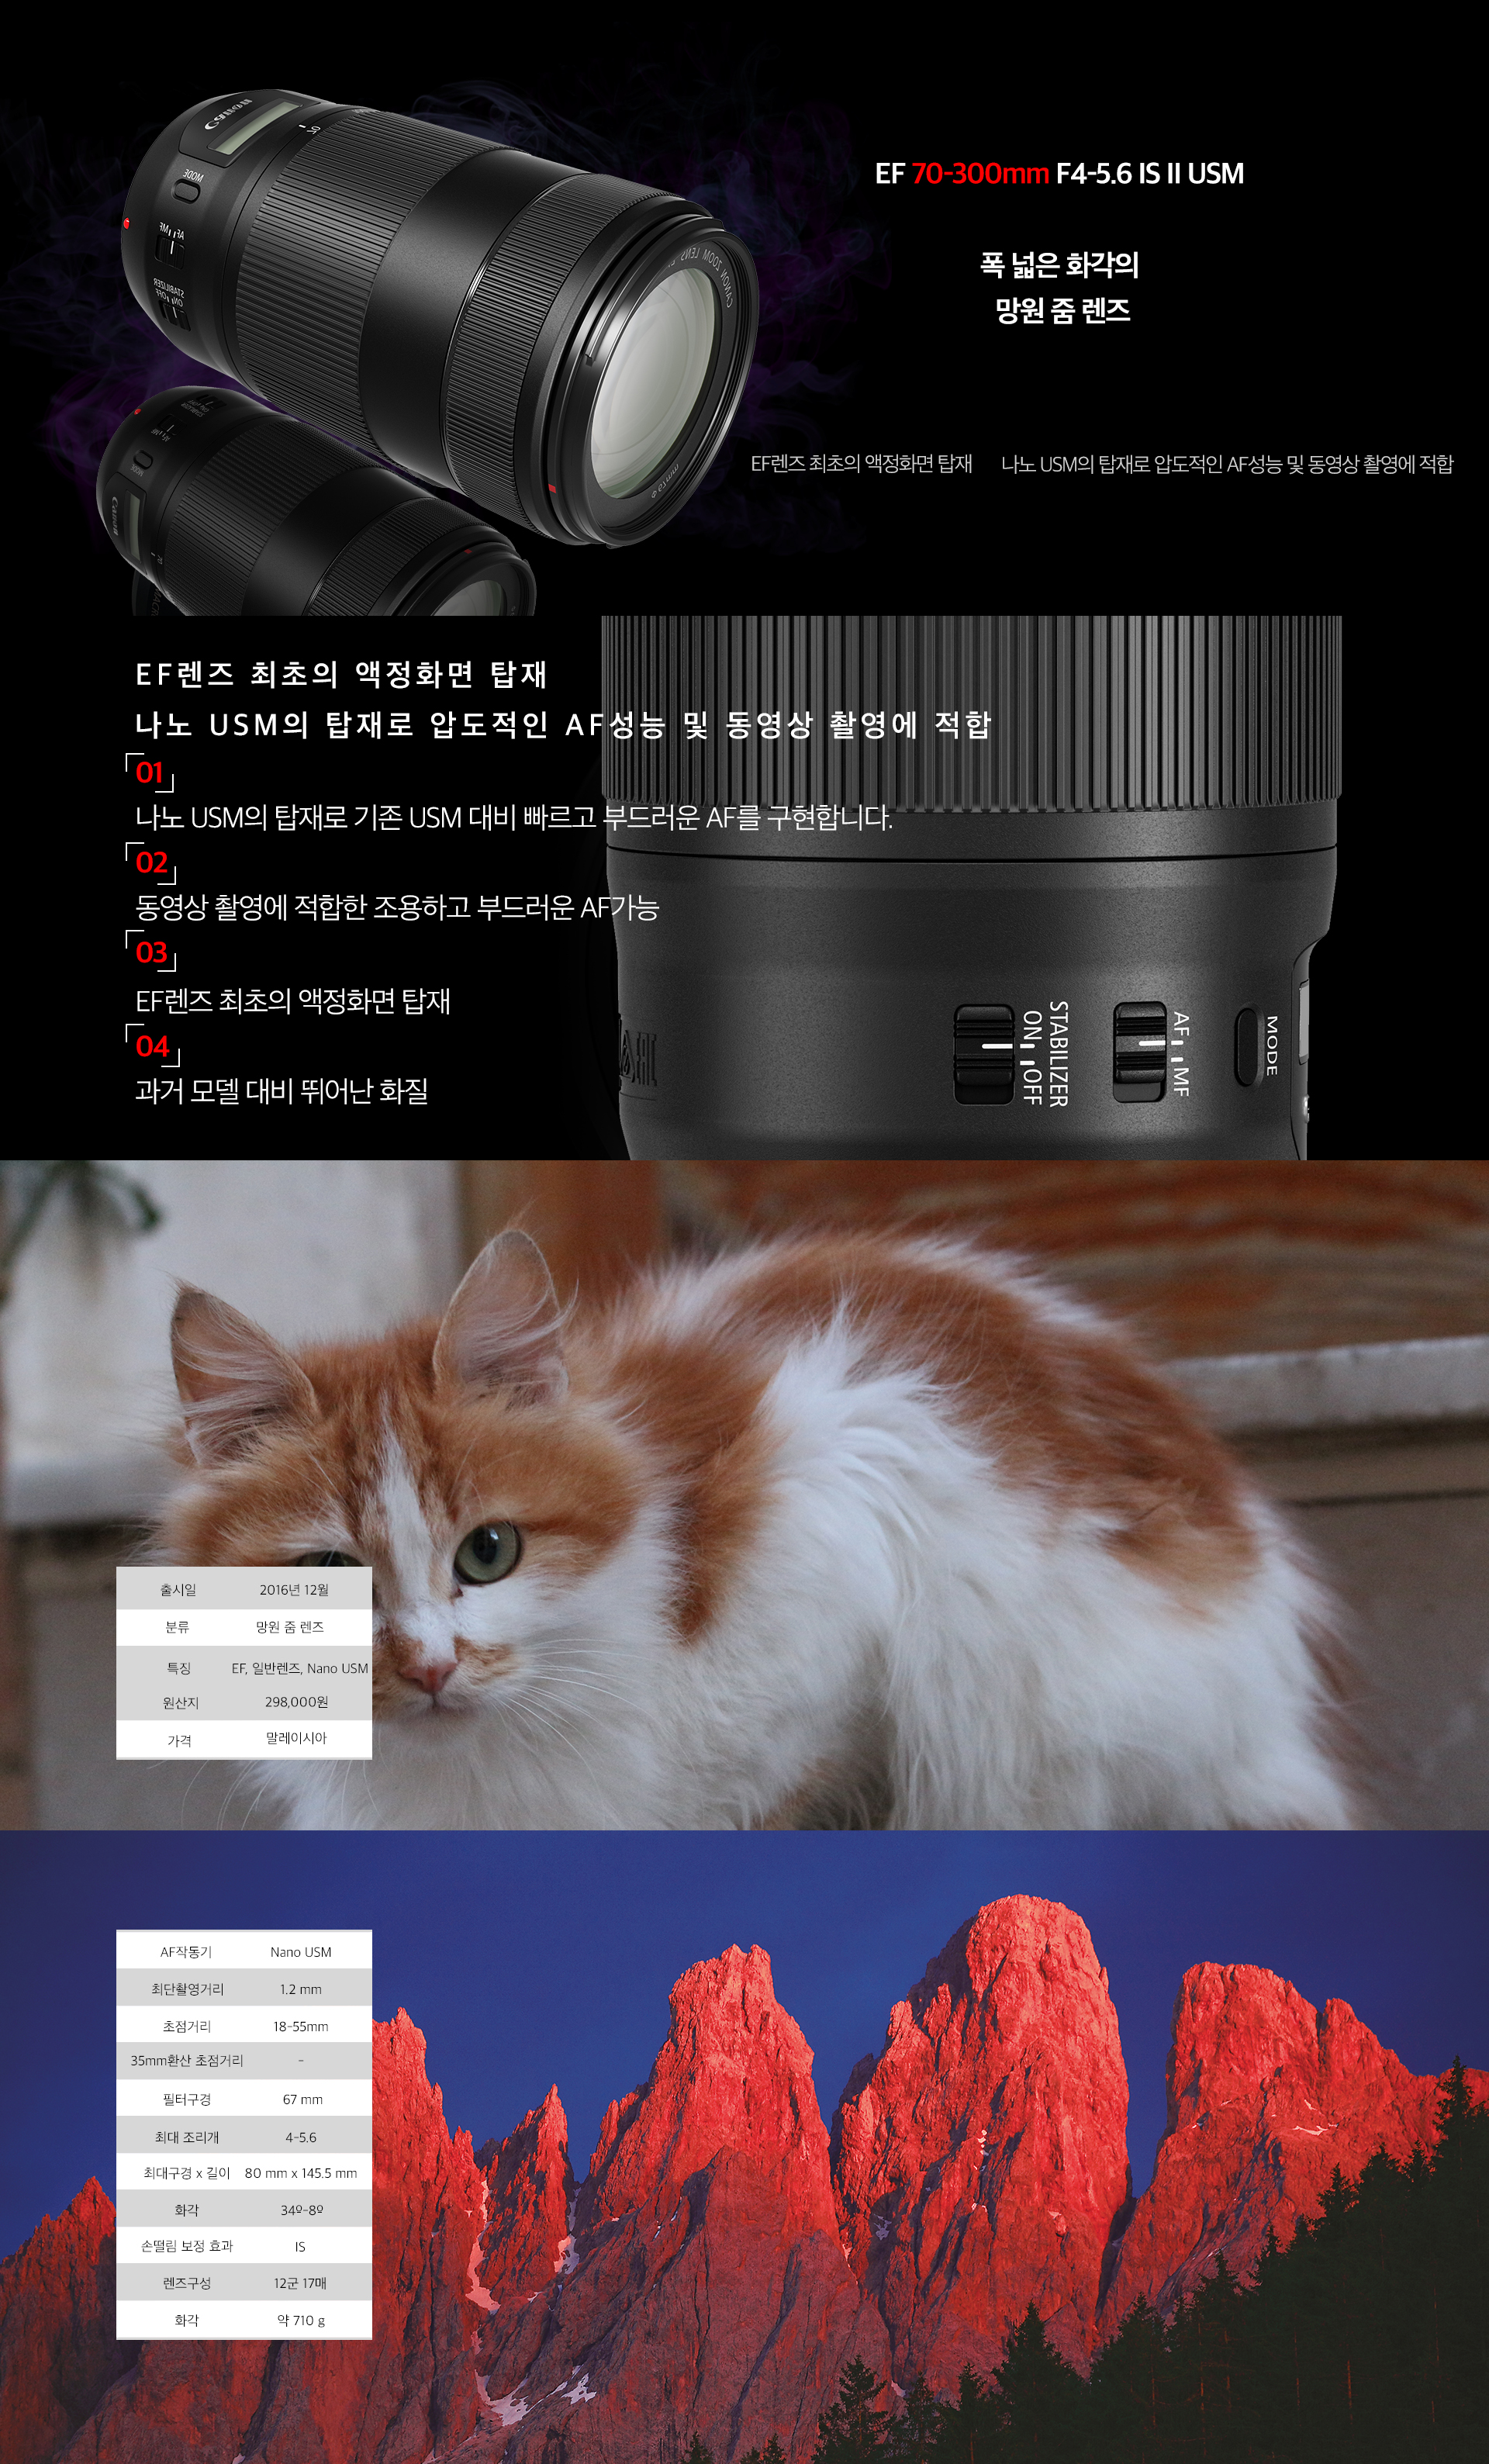 Canon
MODE
AF MF
STABILIZER
ON OFF
70
CANON ZOOM LENS
ø 67mm
EF 70-300mm F4-5.6 IS II USM
폭 넓은 화각의
망원 줌 렌즈
EF렌즈 최초의 액정화면 탑재
나노 USM의 탑재로 압도적인 AF성능 및 동영상 촬영에 적합
Canon
MODE
EF렌즈 최초의 액정화면 탑재
나노 USM의 탑재로 압도적인 AF성능 및 동영상 촬영에 적합
01
나노 USM의 탑재로 기존 USM 대비 빠르고 부드러운 AF를 구현합니다.
02
동영상 촬영에 적합한 조용하고 부드러운 AF가능
03
EF렌즈 최초의 액정화면 탑재
04
과거 모델 대비 뛰어난 화질
STABILIZER
ON OFF
AF MF
MODE
출시일 2016년 12월
분류 망원 줌 렌즈
특징 EF, 일반렌즈, Nano USM
원산지 298,000원
가격 말레이시아
AF작동기 Nano USM
최단촬영거리 1.2 mm
초점거리 18-55mm
35mm환산 초점거리 -
필터구경 67 mm
최대 조리개 4-5.6
최대구경 x 길이 80 mm x 145.5 mm
화각 34º-8º
손떨림 보정 효과 IS
렌즈구성 12군 17매
화각 약 710 g